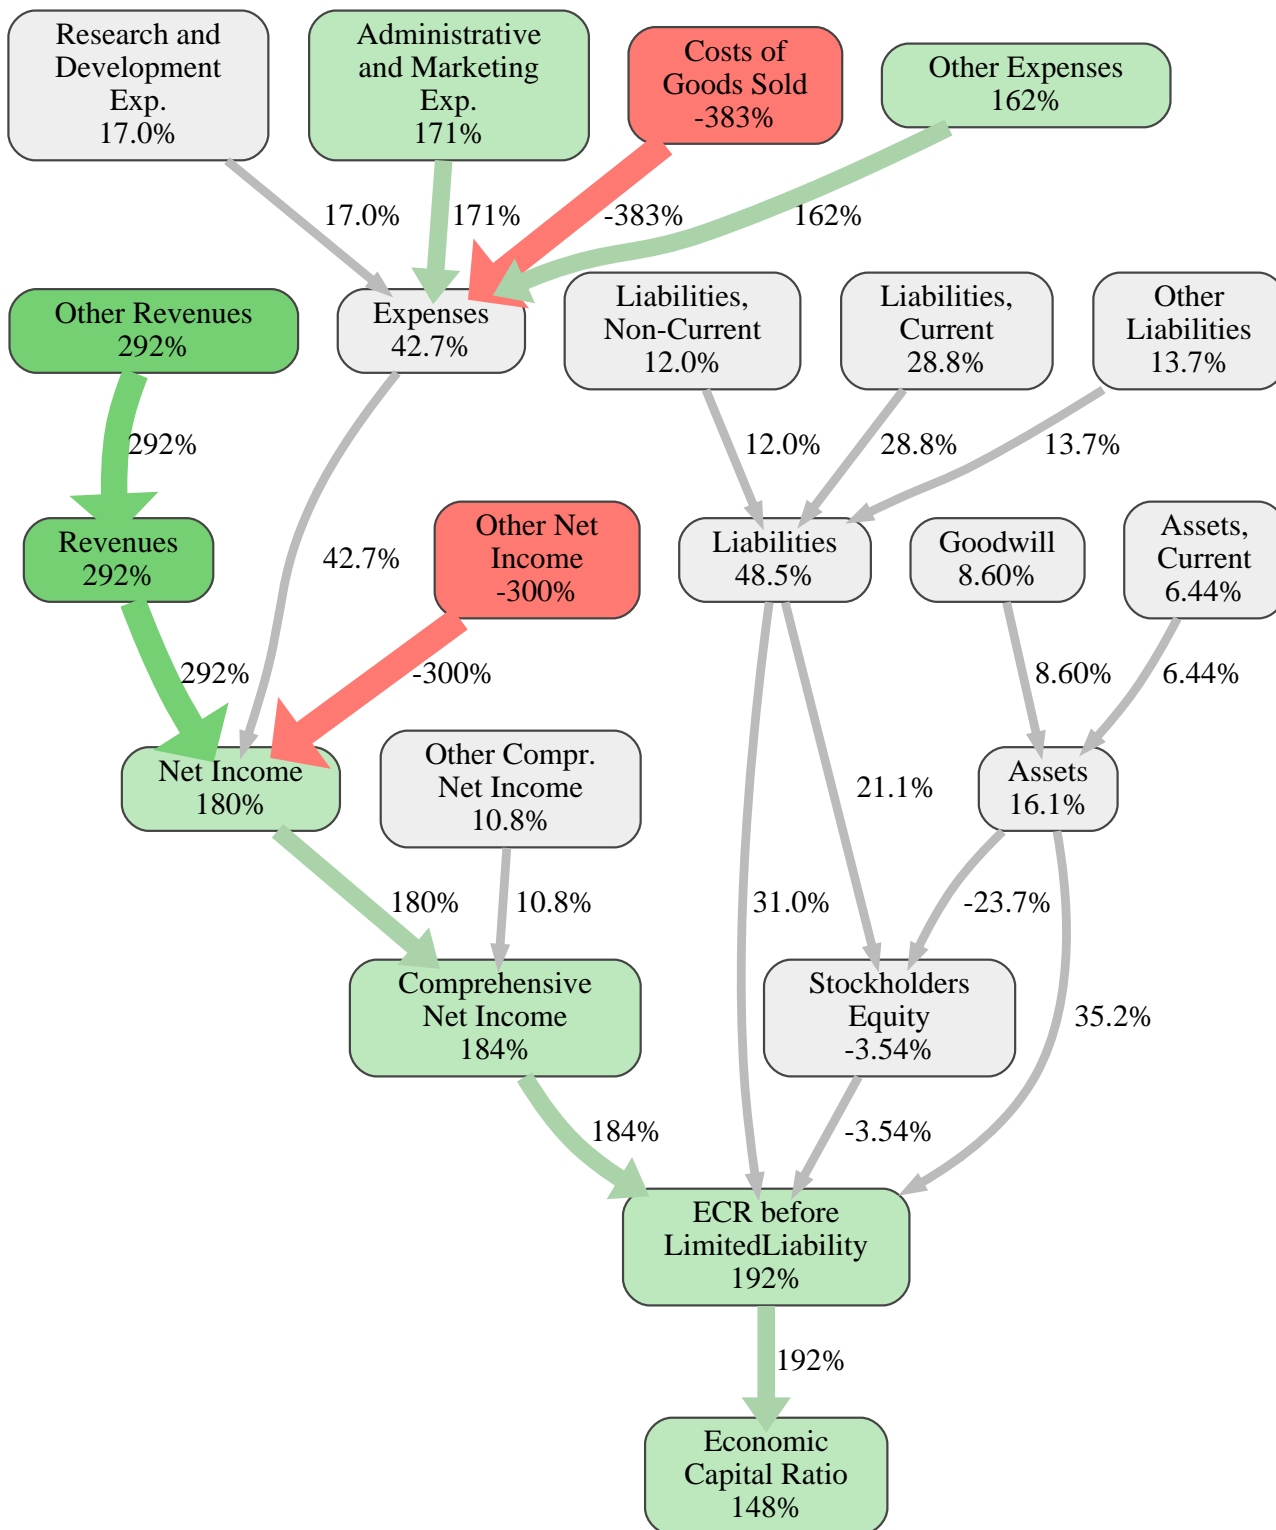 Research and
Development
Exp.
17.0%
Administrative
and Marketing
Exp.
171%
Costs of
Goods Sold
-383%
Other Expenses
162%
17.0%
171%
-383%
162%
Other Revenues
292%
Expenses
42.7%
Liabilities,
Non-Current
12.0%
Liabilities,
Current
28.8%
Other
Liabilities
13.7%
292%
12.0%
28.8%
13.7%
Revenues
292%
42.7%
Other Net
Income
-300%
Liabilities
48.5%
Goodwill
8.60%
Assets,
Current
6.44%
292%
-300%
8.60%
6.44%
Net Income
180%
Other Compr.
Net Income
10.8%
21.1%
Assets
16.1%
180%
10.8%
31.0%
-23.7%
Comprehensive
Net Income
184%
Stockholders
Equity
-3.54%
35.2%
184%
-3.54%
ECR before
LimitedLiability
192%
192%
Economic
Capital Ratio
148%